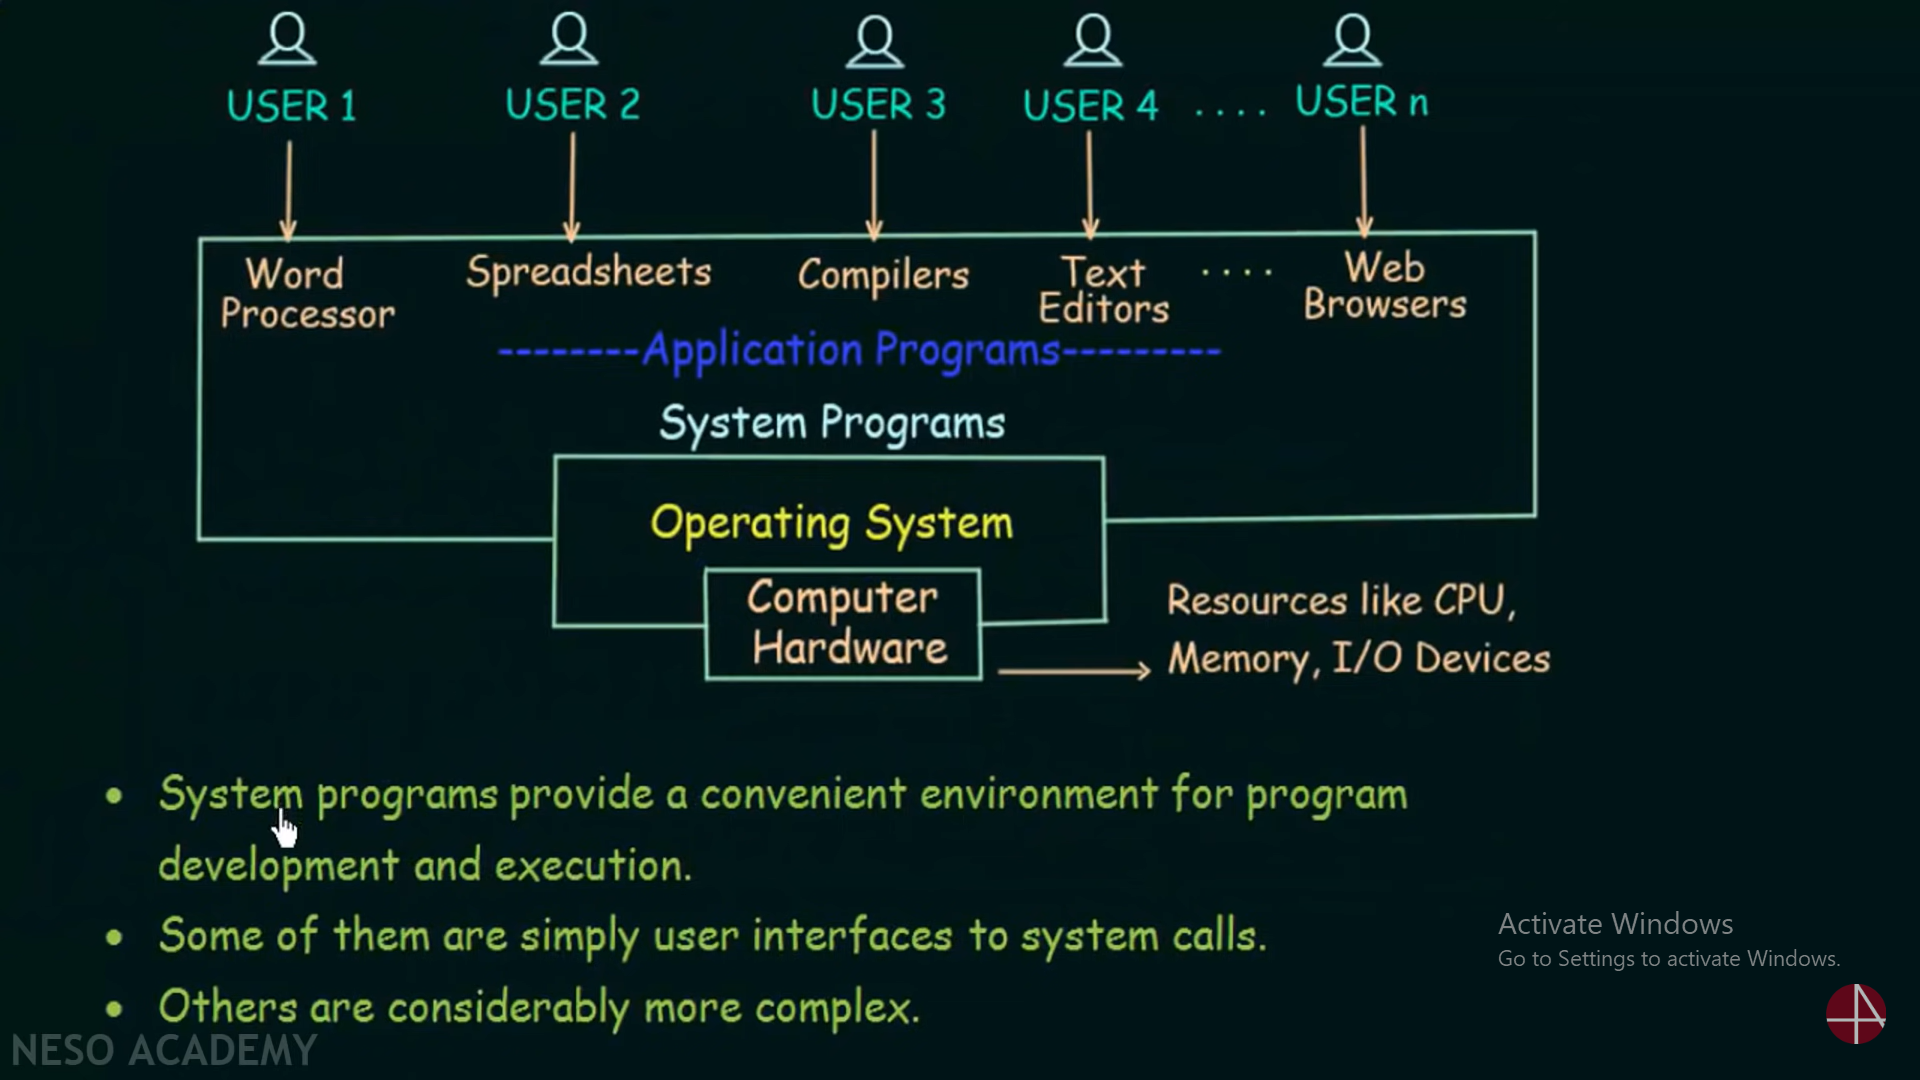 USER 1 USER 2 USER 3 USER 4 .... USER n
Word Processor
Spreadsheets
Compilers
Text Editors
....
Web Browsers
--------Application Programs---------
System Programs
Operating System
Computer
Hardware
Resources like CPU,
Memory, I/O Devices
• System programs provide a convenient environment for program
development and execution.
• Some of them are simply user interfaces to system calls.
• Others are considerably more complex.
Activate Windows
Go to Settings to activate Windows.
NESO ACADEMY